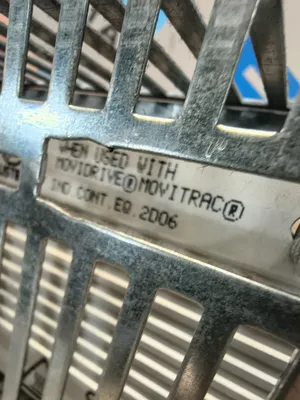 WHEN USED WITH
MOVIDRIVE® MOVITRAC®
IND.CONT.EQ.2D06